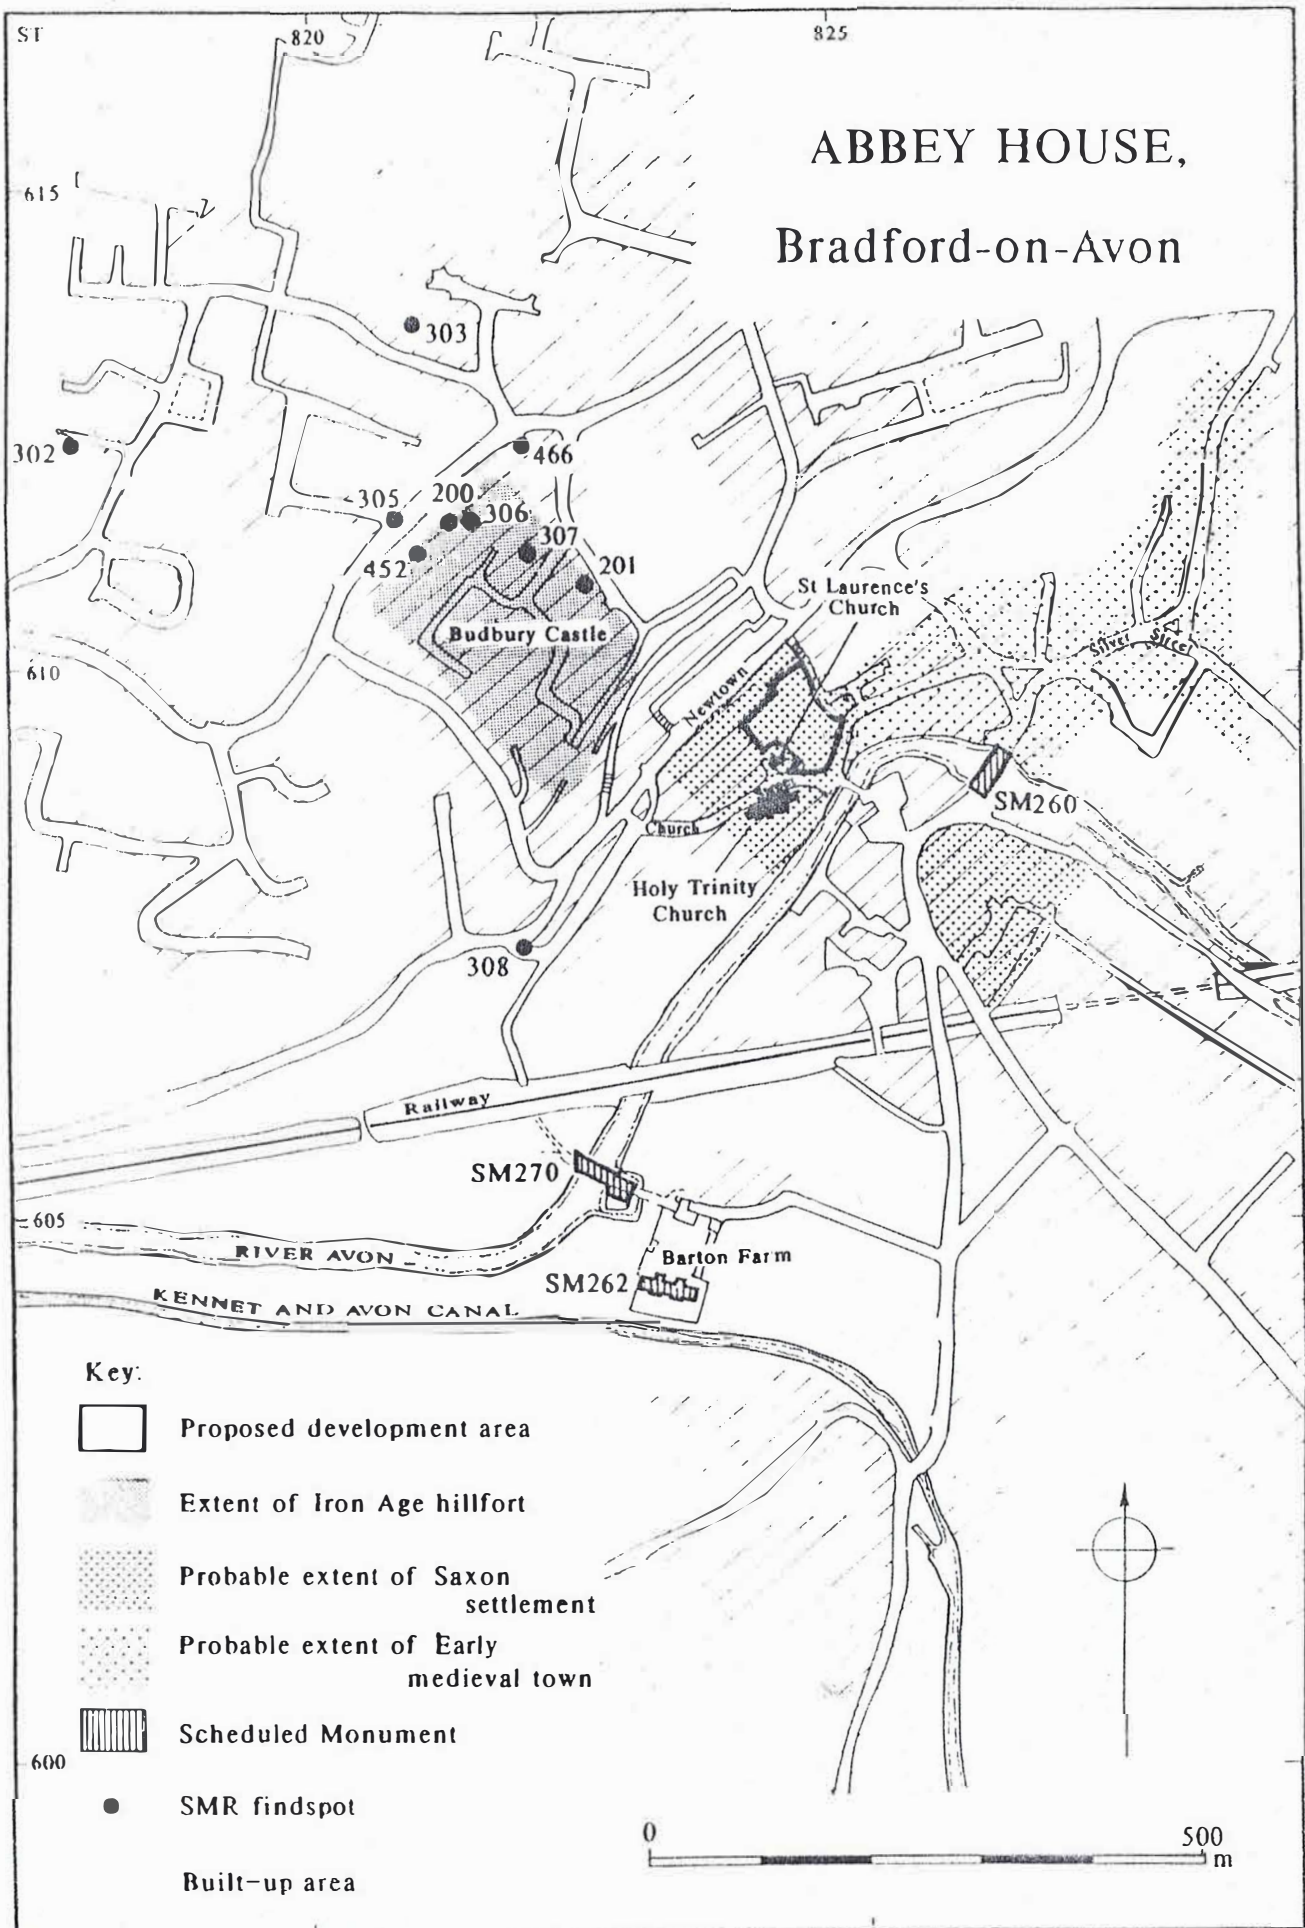 ST
820
825
ABBEY HOUSE,
Bradford-on-Avon
615
303
302
466
305
200
306
307
452
201
St Laurence's
Church
Budbury Castle
Silver Street
610
Newtown
SM260
Church
Holy Trinity
Church
308
Railway
SM270
605
RIVER AVON
Barton Farm
SM262
KENNET AND AVON CANAL
Key:
Proposed development area
Extent of Iron Age hillfort
Probable extent of Saxon
settlement
Probable extent of Early
medieval town
Scheduled Monument
600
SMR findspot
0
500
m
Built-up area